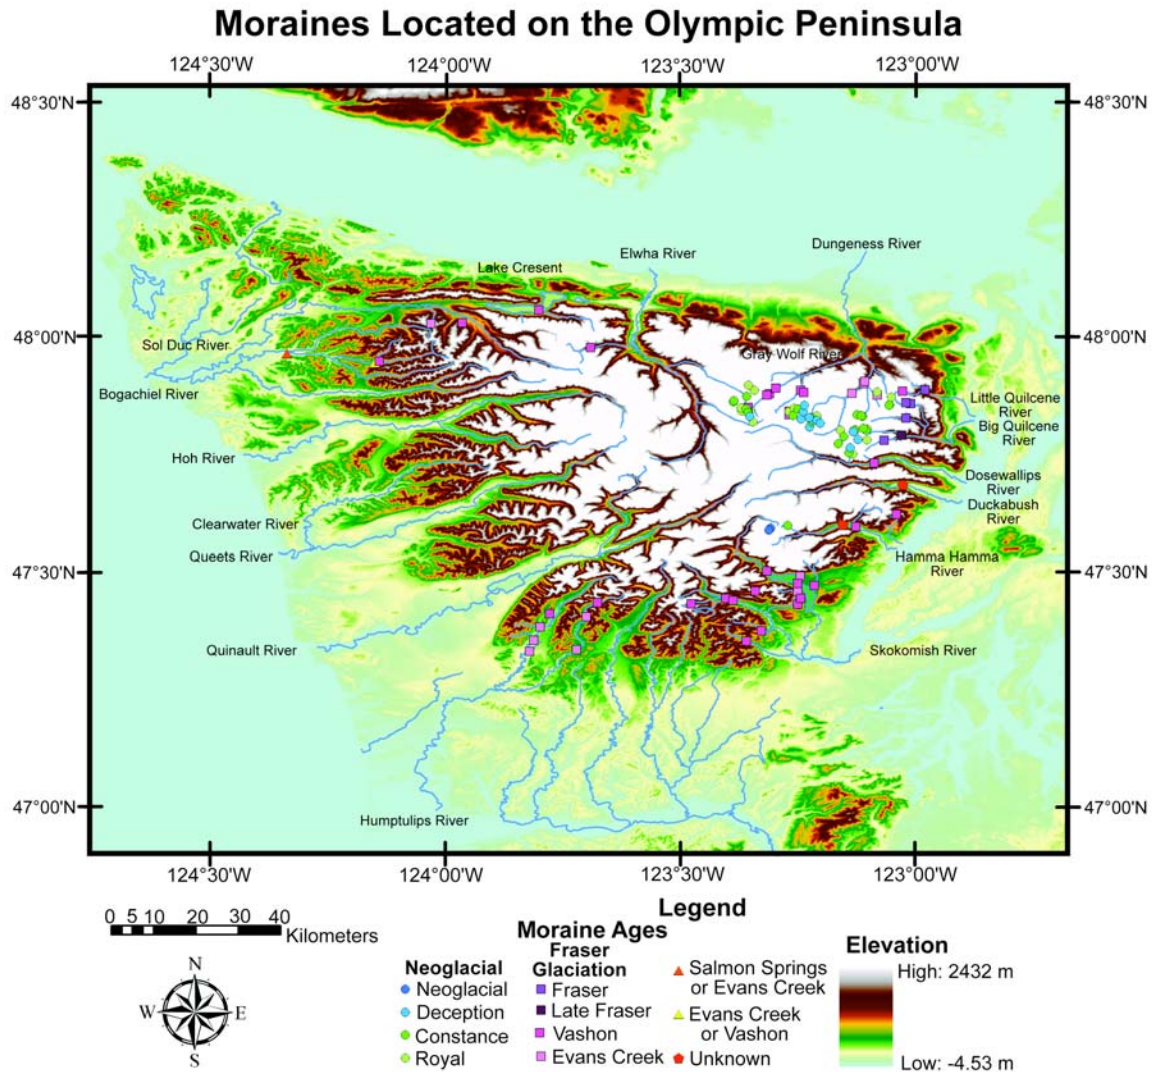 Moraines Located on the Olympic Peninsula
124°30'W 124°00'W 123°30'W 123°00'W
48°30'N 48°30'N
Dungeness River
Elwha River
Lake Cresent
48°00'N 48°00'N
Sol Duc River
Gray Wolf River
Bogachiel River
Little Quilcene
River
Big Quilcene
River
Hoh River
Dosewallips
River
Duckabush
River
Clearwater River
Queets River
Hamma Hamma
River
47°30'N 47°30'N
Quinault River
Skokomish River
47°00'N 47°00'N
Humptulips River
124°30'W 124°00'W 123°30'W 123°00'W
0 5 10 20 30 40
Kilometers
N
W E
S
Legend
Moraine Ages
Neoglacial
Neoglacial
Deception
Constance
Royal
Fraser
Glaciation
Fraser
Late Fraser
Vashon
Evans Creek
Salmon Springs
or Evans Creek
Evans Creek
or Vashon
Unknown
Elevation
High: 2432 m
Low: -4.53 m